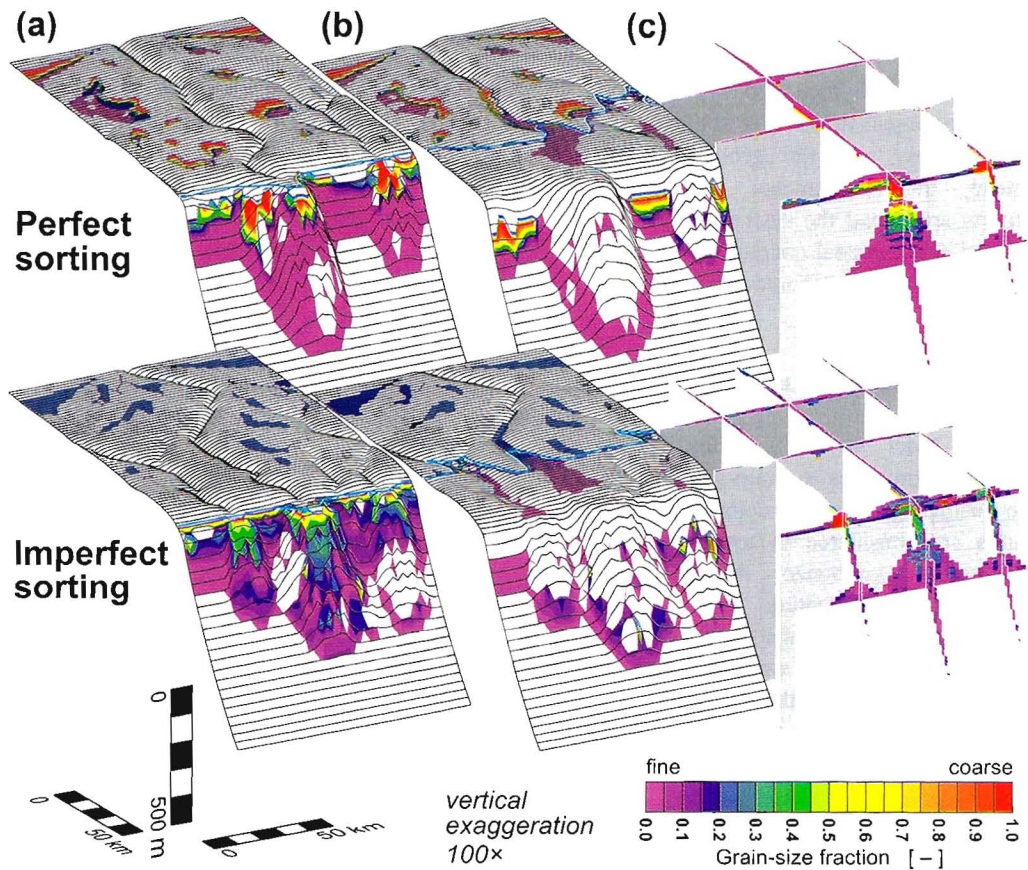 (a)
(b)
(c)
Perfect
sorting
Imperfect
sorting
0
500 m
0
50 km
0
50 km
vertical
exaggeration
100×
fine
coarse
0.0
0.1
0.2
0.3
0.4
0.5
0.6
0.7
0.8
0.9
1.0
Grain-size fraction [ – ]